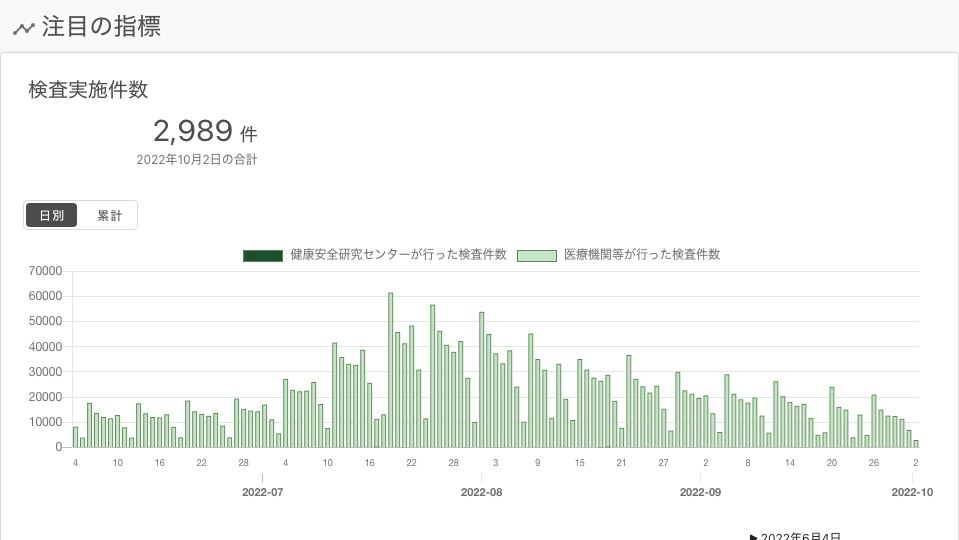 注目の指標
検査実施件数
2,989 件
2022年10月2日の合計
日別 累計
健康安全研究センターが行った検査件数 医療機関等が行った検査件数
70000
60000
50000
40000
30000
20000
10000
0
4 10 16 22 28 4 10 16 22 28 3 9 15 21 27 2 8 14 20 26 2
2022-07 2022-08 2022-09 2022-10
▶ 2022年6月4日